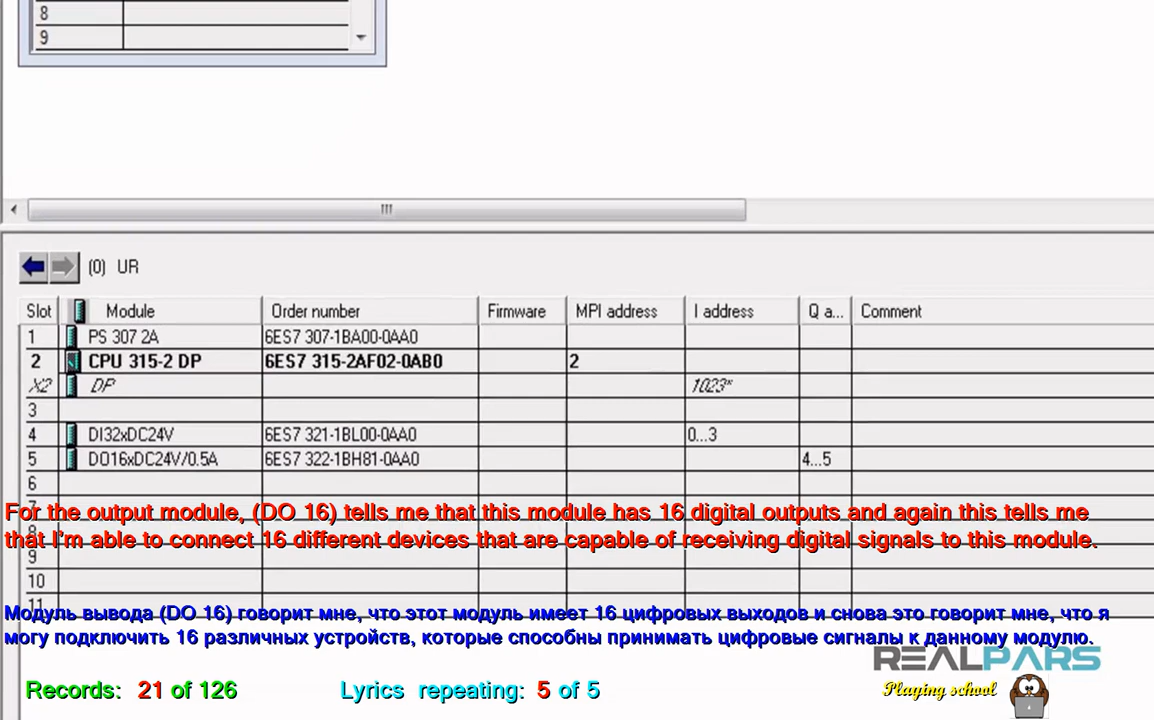 8
9
(0) UR
Slot Module Order number Firmware MPI address I address Q a... Comment
1 PS 307 2A 6ES7 307-1BA00-0AA0
2 CPU 315-2 DP 6ES7 315-2AF02-0AB0 2
X2 DP 1023*
3
4 DI32xDC24V 6ES7 321-1BL00-0AA0 0...3
5 DO16xDC24V/0.5A 6ES7 322-1BH81-0AA0 4...5
6
7
For the output module, (DO 16) tells me that this module has 16 digital outputs and again this tells me
8
that I'm able to connect 16 different devices that are capable of receiving digital signals to this module.
9
10
11
Модуль вывода (DO 16) говорит мне, что этот модуль имеет 16 цифровых выходов и снова это говорит мне, что я
могу подключить 16 различных устройств, которые способны принимать цифровые сигналы к данному модулю.
REALPARS
Records: 21 of 126 Lyrics repeating: 5 of 5 Playing school